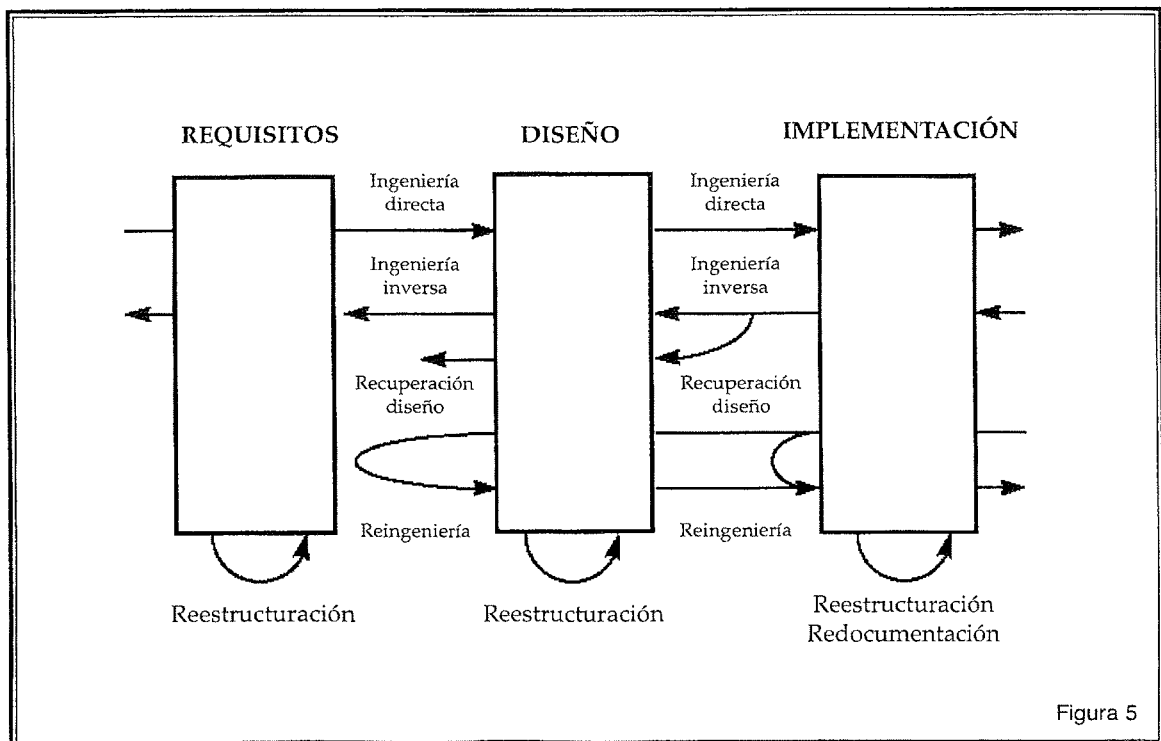 REQUISITOS
DISEÑO
IMPLEMENTACIÓN
Ingeniería
directa
Ingeniería
directa
Ingeniería
inversa
Ingeniería
inversa
Recuperación
diseño
Recuperación
diseño
Reingeniería
Reingeniería
Reestructuración
Reestructuración
Reestructuración
Redocumentación
Figura 5